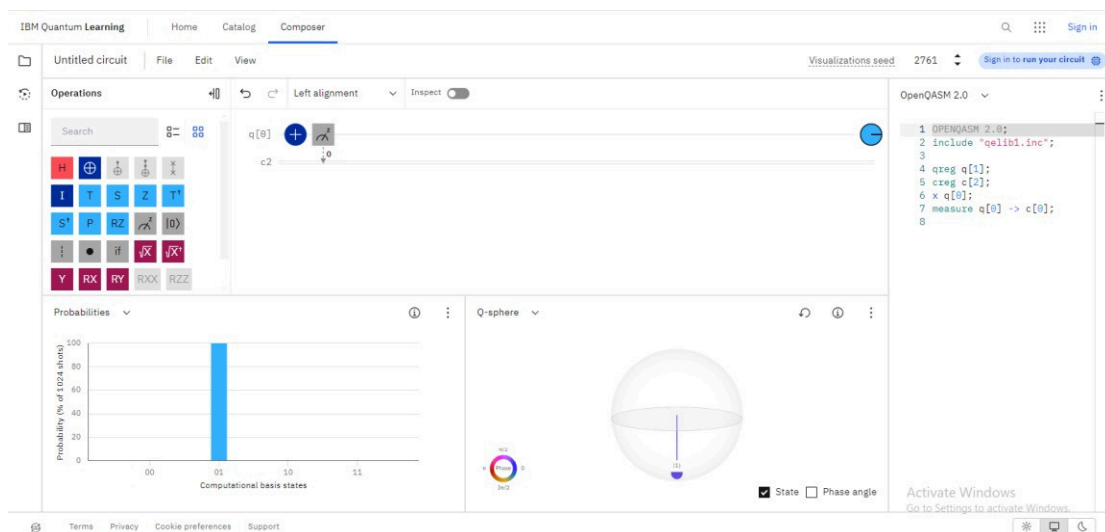 IBM Quantum Learning Home Catalog Composer Sign in
Untitled circuit File Edit View Visualizations seed 2761 Sign in to run your circuit
Operations Left alignment Inspect OpenQASM 2.0
Search
H
I T S Z T†
S† P RZ z |0⟩
if √X √X†
Y RX RY RXX RZZ
q[0] + z
0
c2
1 OPENQASM 2.0;
2 include "qelib1.inc";
3
4 qreg q[1];
5 creg c[2];
6 x q[0];
7 measure q[0] -> c[0];
8
Probabilities
Probability (% of 1024 shots)
100
80
60
40
20
0
00 01 10 11
Computational basis states
Q-sphere
|1⟩
π/2
π Phase 0
3π/2
State Phase angle
Activate Windows
Go to Settings to activate Windows.
Terms Privacy Cookie preferences Support